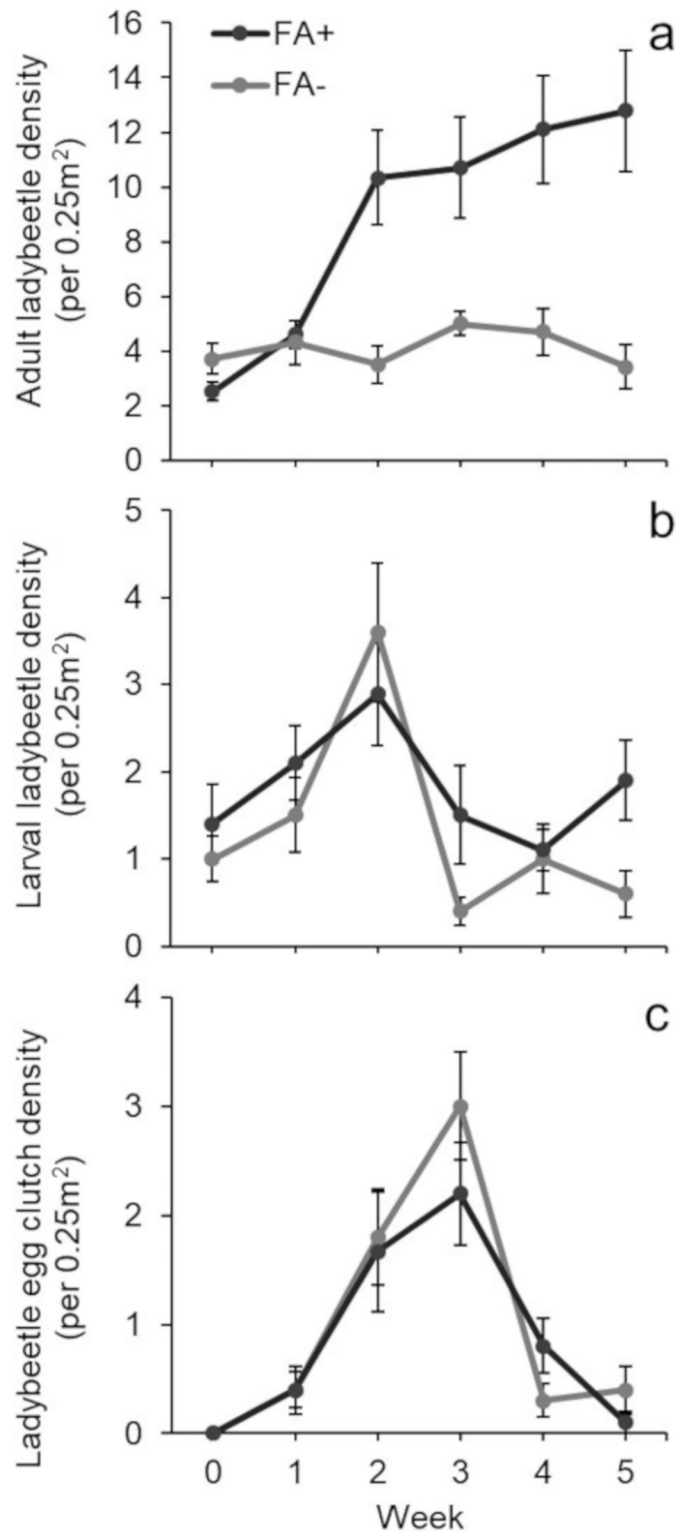 a
FA+
FA-
Adult ladybeetle density
(per 0.25m²)
16
14
12
10
8
6
4
2
0
b
Larval ladybeetle density
(per 0.25m²)
5
4
3
2
1
0
c
Ladybeetle egg clutch density
(per 0.25m²)
4
3
2
1
0
0 1 2 3 4 5
Week